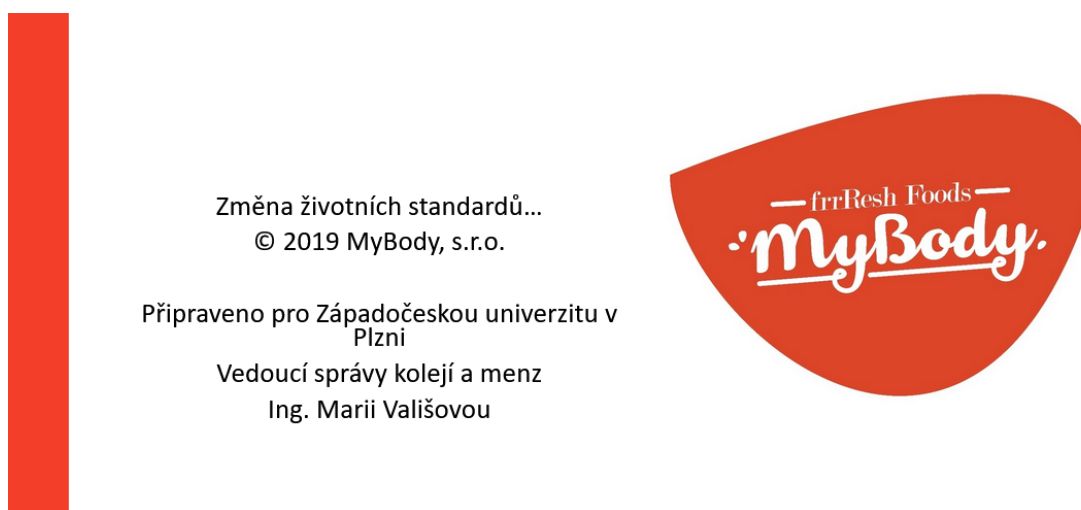 Změna životních standardů…
© 2019 MyBody, s.r.o.
Připraveno pro Západočeskou univerzitu v
Plzni
Vedoucí správy kolejí a menz
Ing. Marii Vališovou
frrResh Foods
MyBody